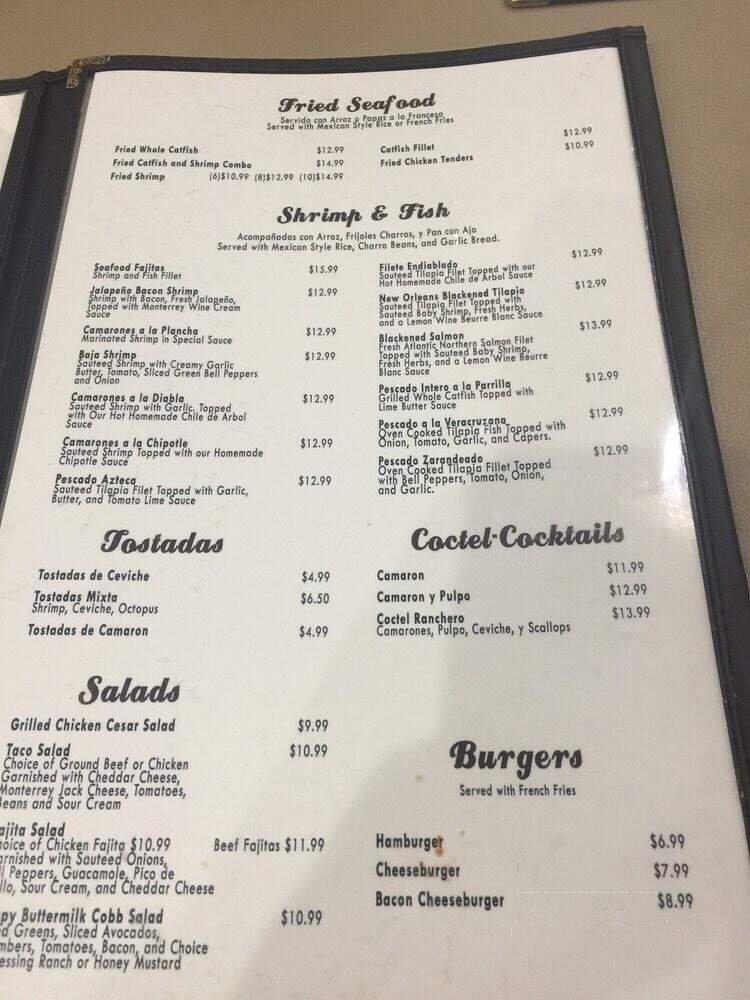 Fried Seafood
Servido con Arroz o Papas a la Francesa
Served with Mexican Style Rice or French Fries
Fried Whole Catfish $12.99
Fried Catfish and Shrimp Combo $14.99
Fried Shrimp (6)$10.99 (8)$12.99 (10)$14.99
Catfish Fillet $12.99
Fried Chicken Tenders $10.99
Shrimp & Fish
Acompañados con Arroz, Frijoles Charros, y Pan con Ajo
Served with Mexican Style Rice, Charro Beans, and Garlic Bread.
Seafood Fajitas $15.99
Shrimp and Fish Fillet
Jalapeño Bacon Shrimp $12.99
Shrimp with Bacon, Fresh Jalapeño,
Topped with Monterrey Wine Cream
Sauce
Camarones a la Plancha $12.99
Marinated Shrimp in Special Sauce
Baja Shrimp $12.99
Sauteed Shrimp with Creamy Garlic
Butter, Tomato, Sliced Green Bell Peppers
and Onion
Camarones a la Diabla $12.99
Sauteed Shrimp with Garlic. Topped
with Our Hot Homemade Chile de Arbol
Sauce
Camarones a la Chipotle $12.99
Sauteed Shrimp Topped with our Homemade
Chipotle Sauce
Pescado Azteca $12.99
Sauteed Tilapia Filet Topped with Garlic,
Butter, and Tomato Lime Sauce
Filete Endiablado $12.99
Sauteed Tilapia Filet Topped with our
Hot Homemade Chile de Arbol Sauce
New Orleans Blackened Tilapia $12.99
Sauteed Tilapia Filet Topped with
Sauteed Baby Shrimp, Fresh Herbs,
and a Lemon Wine Beurre Blanc Sauce
Blackened Salmon $13.99
Fresh Atlantic Northern Salmon Filet
Topped with Sauteed Baby Shrimp,
Fresh Herbs, and a Lemon Wine Beurre
Blanc Sauce
Pescado Intero a la Parrilla $12.99
Grilled Whole Catfish Topped with
Lime Butter Sauce
Pescado a la Veracruzana $12.99
Oven Cooked Tilapia Fish Topped with
Onion, Tomato, Garlic, and Capers.
Pescado Zarandeado $12.99
Oven Cooked Tilapia Fillet Topped
with Bell Peppers, Tomato, Onion,
and Garlic.
Tostadas
Tostadas de Ceviche $4.99
Tostadas Mixta $6.50
Shrimp, Ceviche, Octopus
Tostadas de Camaron $4.99
Coctel-Cocktails
Camaron $11.99
Camaron y Pulpo $12.99
Coctel Ranchero $13.99
Camarones, Pulpo, Ceviche, y Scallops
Salads
Grilled Chicken Cesar Salad $9.99
Taco Salad $10.99
Choice of Ground Beef or Chicken
Garnished with Cheddar Cheese,
Monterrey Jack Cheese, Tomatoes,
Beans and Sour Cream
ajita Salad
hoice of Chicken Fajita $10.99 Beef Fajitas $11.99
arnished with Sauteed Onions,
ll Peppers, Guacamole, Pico de
llo, Sour Cream, and Cheddar Cheese
py Buttermilk Cobb Salad $10.99
d Greens, Sliced Avocados,
mbers, Tomatoes, Bacon, and Choice
essing Ranch or Honey Mustard
Burgers
Served with French Fries
Hamburger $6.99
Cheeseburger $7.99
Bacon Cheeseburger $8.99